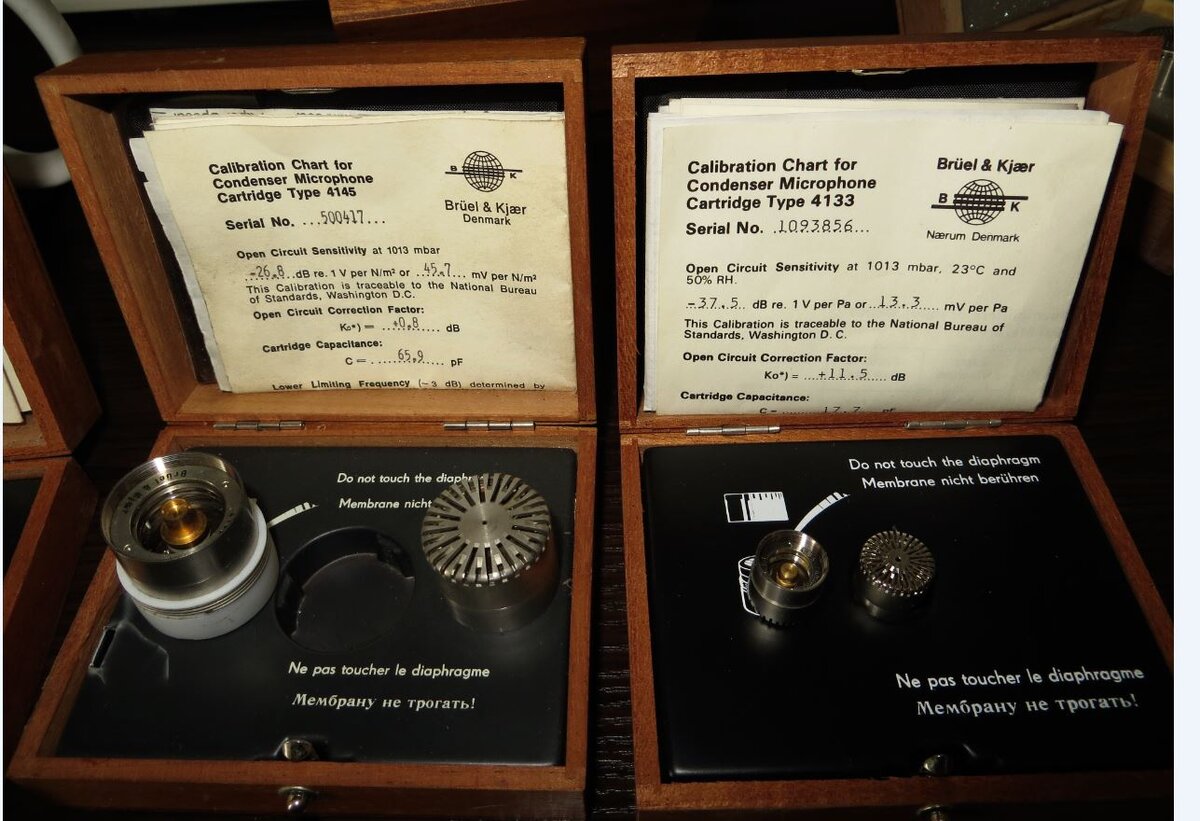 Calibration Chart for
Condenser Microphone
Cartridge Type 4145
B K
Brüel & Kjær
Denmark
Serial No. ...500417...
Open Circuit Sensitivity at 1013 mbar
-26,8 dB re. 1 V per N/m² or 45,7 mV per N/m²
This Calibration is traceable to the National Bureau
of Standards, Washington D.C.
Open Circuit Correction Factor:
K₀*) = +0,8 dB
Cartridge Capacitance:
C = 65,9 pF
Lower Limiting Frequency (−3 dB) determined by
Do not touch the
Membrane nicht
Brüel &
Ne pas toucher le diaphragme
Мембрану не трогать!
Calibration Chart for
Condenser Microphone
Cartridge Type 4133
Brüel & Kjær
B K
Nærum Denmark
Serial No. .1093856...
Open Circuit Sensitivity at 1013 mbar, 23°C and
50% RH.
-37,5 dB re. 1 V per Pa or 13,3 mV per Pa
This Calibration is traceable to the National Bureau of
Standards, Washington D. C.
Open Circuit Correction Factor:
Ko*) = +11,5 dB
Cartridge Capacitance:
Do not touch the diaphragm
Membrane nicht berühren
Ne pas toucher le diaphragme
Мембрану не трогать!